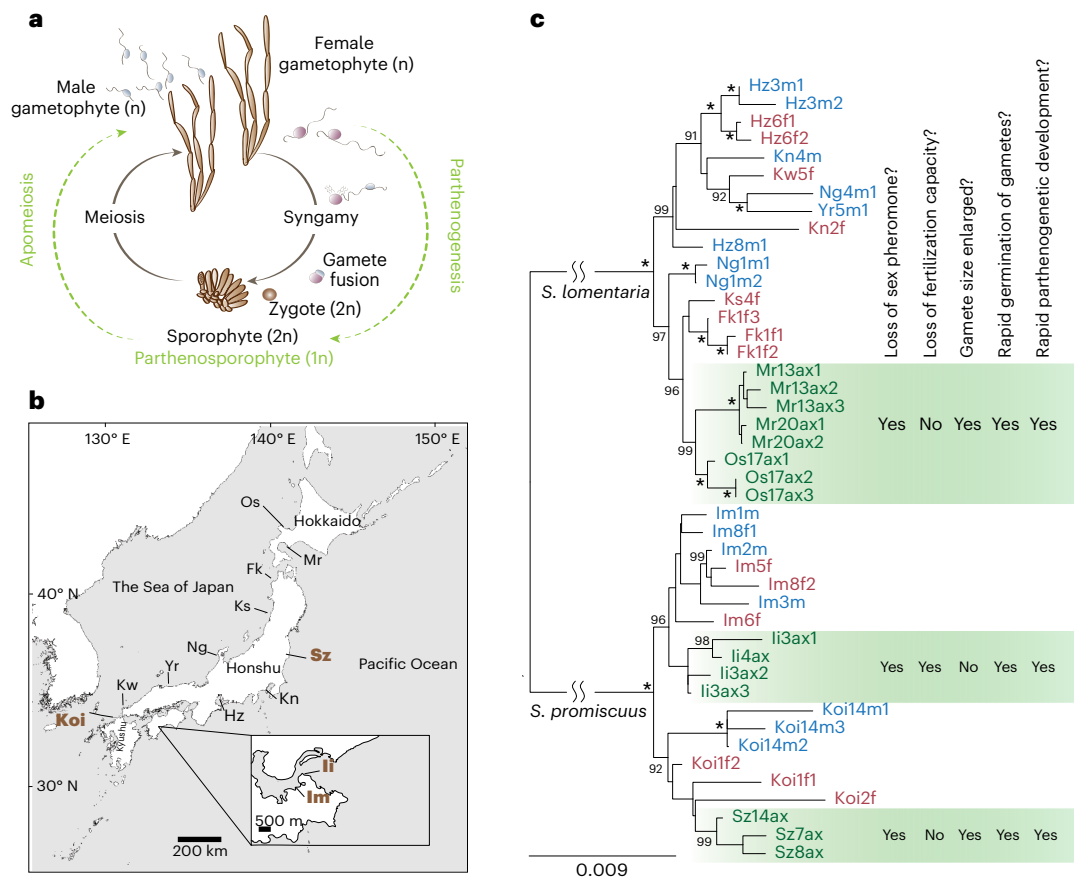 a
Female
gametophyte (n)
Male
gametophyte (n)
Apomeiosis
Meiosis
Syngamy
Parthenogenesis
Gamete
fusion
Zygote (2n)
Sporophyte (2n)
Parthenosporophyte (1n)
b
130° E
140° E
150° E
Os
Hokkaido
Mr
Fk
40° N
The Sea of Japan
Ks
Ng
Sz
Honshu
Pacific Ocean
Yr
Kw
Kn
Koi
Hz
Kyushu
Ii
30° N
Im
500 m
200 km
c
Loss of sex pheromone?
Loss of fertilization capacity?
Gamete size enlarged?
Rapid germination of gametes?
Rapid parthenogenetic development?
* Hz3m1
* Hz3m2
Hz6f1
91 * Hz6f2
Kn4m
Kw5f
92 Ng4m1
* Yr5m1
99 Kn2f
Hz8m1
* S. lomentaria
* Ng1m1
Ng1m2
Ks4f
Fk1f3
97 * Fk1f1
* Fk1f2
Mr13ax1
96 Mr13ax2
* Mr13ax3
Mr20ax1 Yes No Yes Yes Yes
Mr20ax2
99 Os17ax1
* Os17ax2
* Os17ax3
Im1m
Im8f1
99 Im2m
Im5f
Im8f2
Im3m
96 Im6f
98 Ii3ax1
Ii4ax
Ii3ax2 Yes Yes No Yes Yes
Ii3ax3
* S. promiscuus
Koi14m1
* Koi14m3
Koi14m2
92 Koi1f2
Koi1f1
Koi2f
Sz14ax
99 Sz7ax Yes No Yes Yes Yes
Sz8ax
0.009